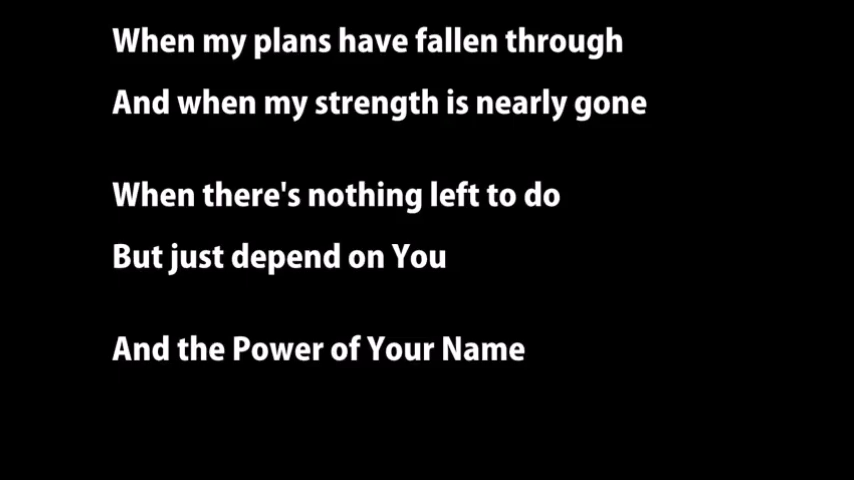 When my plans have fallen through
And when my strength is nearly gone
When there's nothing left to do
But just depend on You
And the Power of Your Name